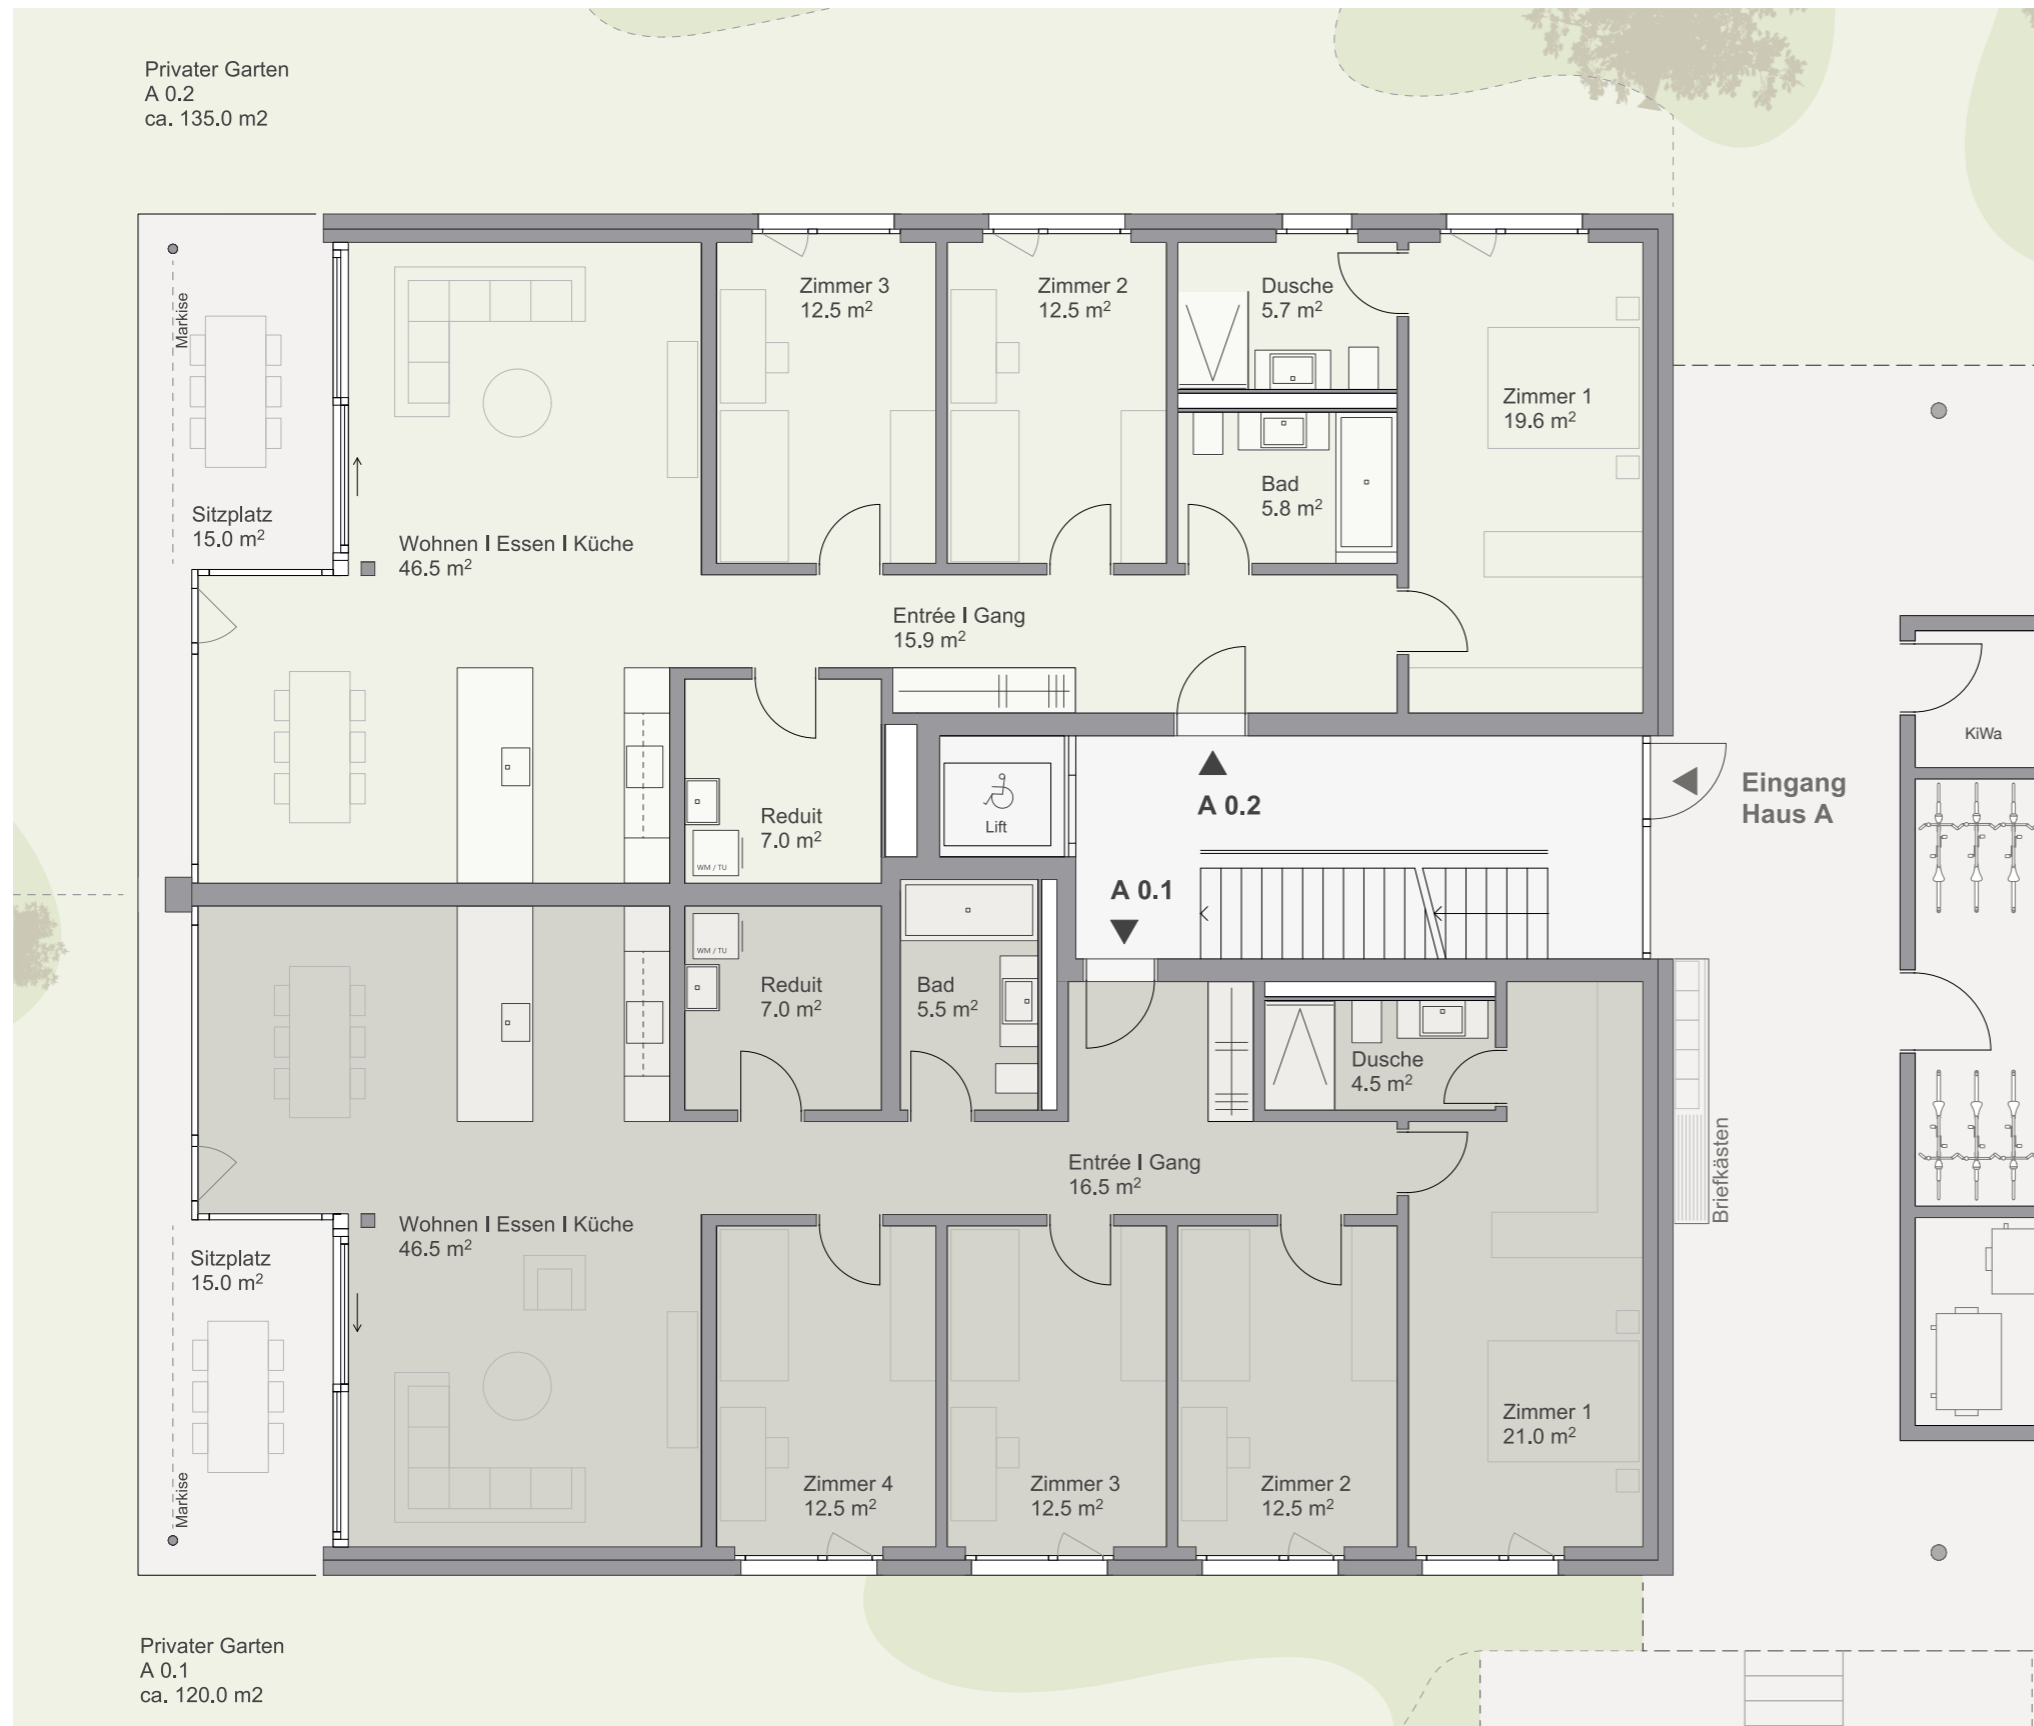 Privater Garten
A 0.2
ca. 135.0 m2
Markise
Sitzplatz
15.0 m²
Wohnen I Essen I Küche
46.5 m²
Zimmer 3
12.5 m²
Zimmer 2
12.5 m²
Dusche
5.7 m²
Zimmer 1
19.6 m²
Bad
5.8 m²
Entrée I Gang
15.9 m²
Reduit
7.0 m²
WM / TU
Lift
A 0.2
Eingang
Haus A
KiWa
A 0.1
WM / TU
Reduit
7.0 m²
Bad
5.5 m²
Dusche
4.5 m²
Briefkästen
Entrée I Gang
16.5 m²
Wohnen I Essen I Küche
46.5 m²
Sitzplatz
15.0 m²
Markise
Zimmer 4
12.5 m²
Zimmer 3
12.5 m²
Zimmer 2
12.5 m²
Zimmer 1
21.0 m²
Privater Garten
A 0.1
ca. 120.0 m2